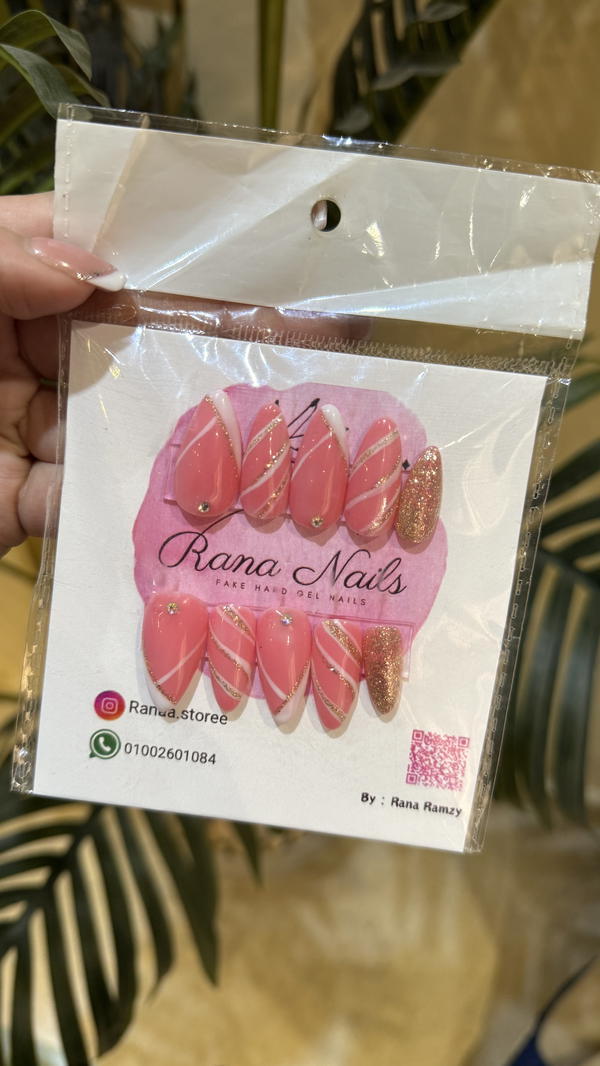 Rana Nails
FAKE HARD GEL NAILS
Ranaa.storee
01002601084
By : Rana Ramzy